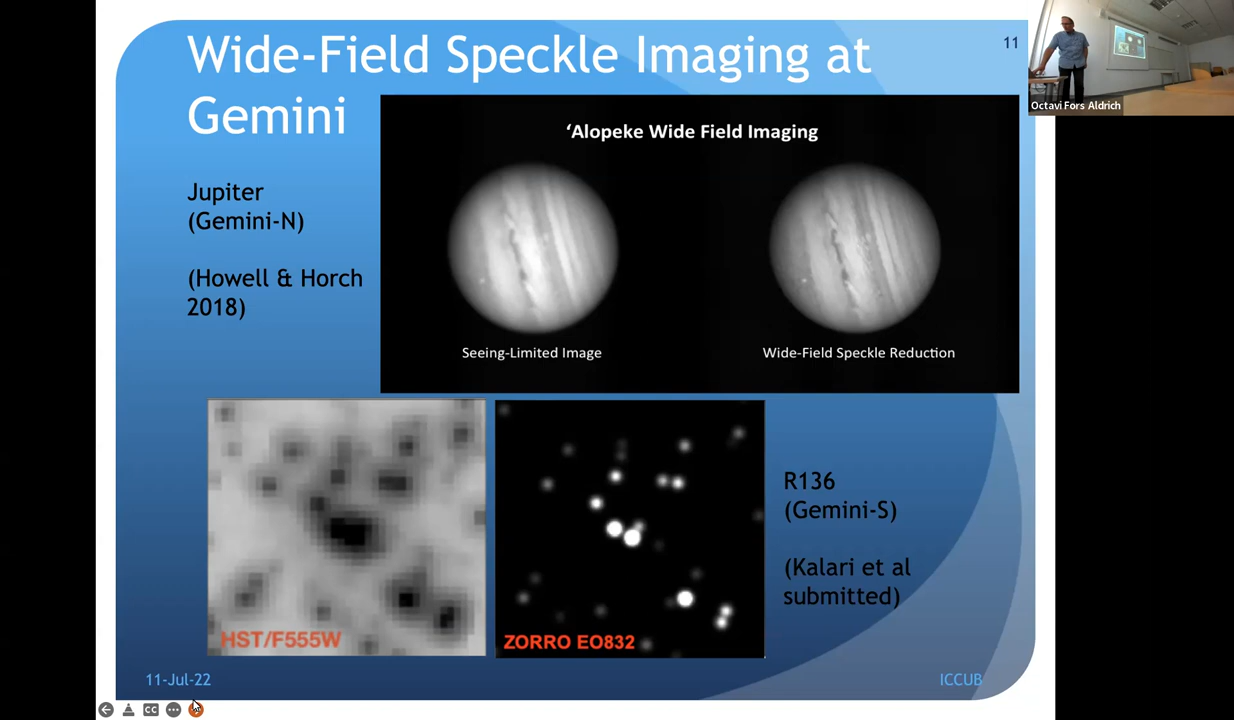 Wide-Field Speckle Imaging at
Gemini
11
Octavi Fors Aldrich
‘Alopeke Wide Field Imaging
Jupiter
(Gemini-N)
(Howell & Horch
2018)
Seeing-Limited Image
Wide-Field Speckle Reduction
R136
(Gemini-S)
(Kalari et al
submitted)
HST/F555W
ZORRO EO832
11-Jul-22
ICCUB
CC